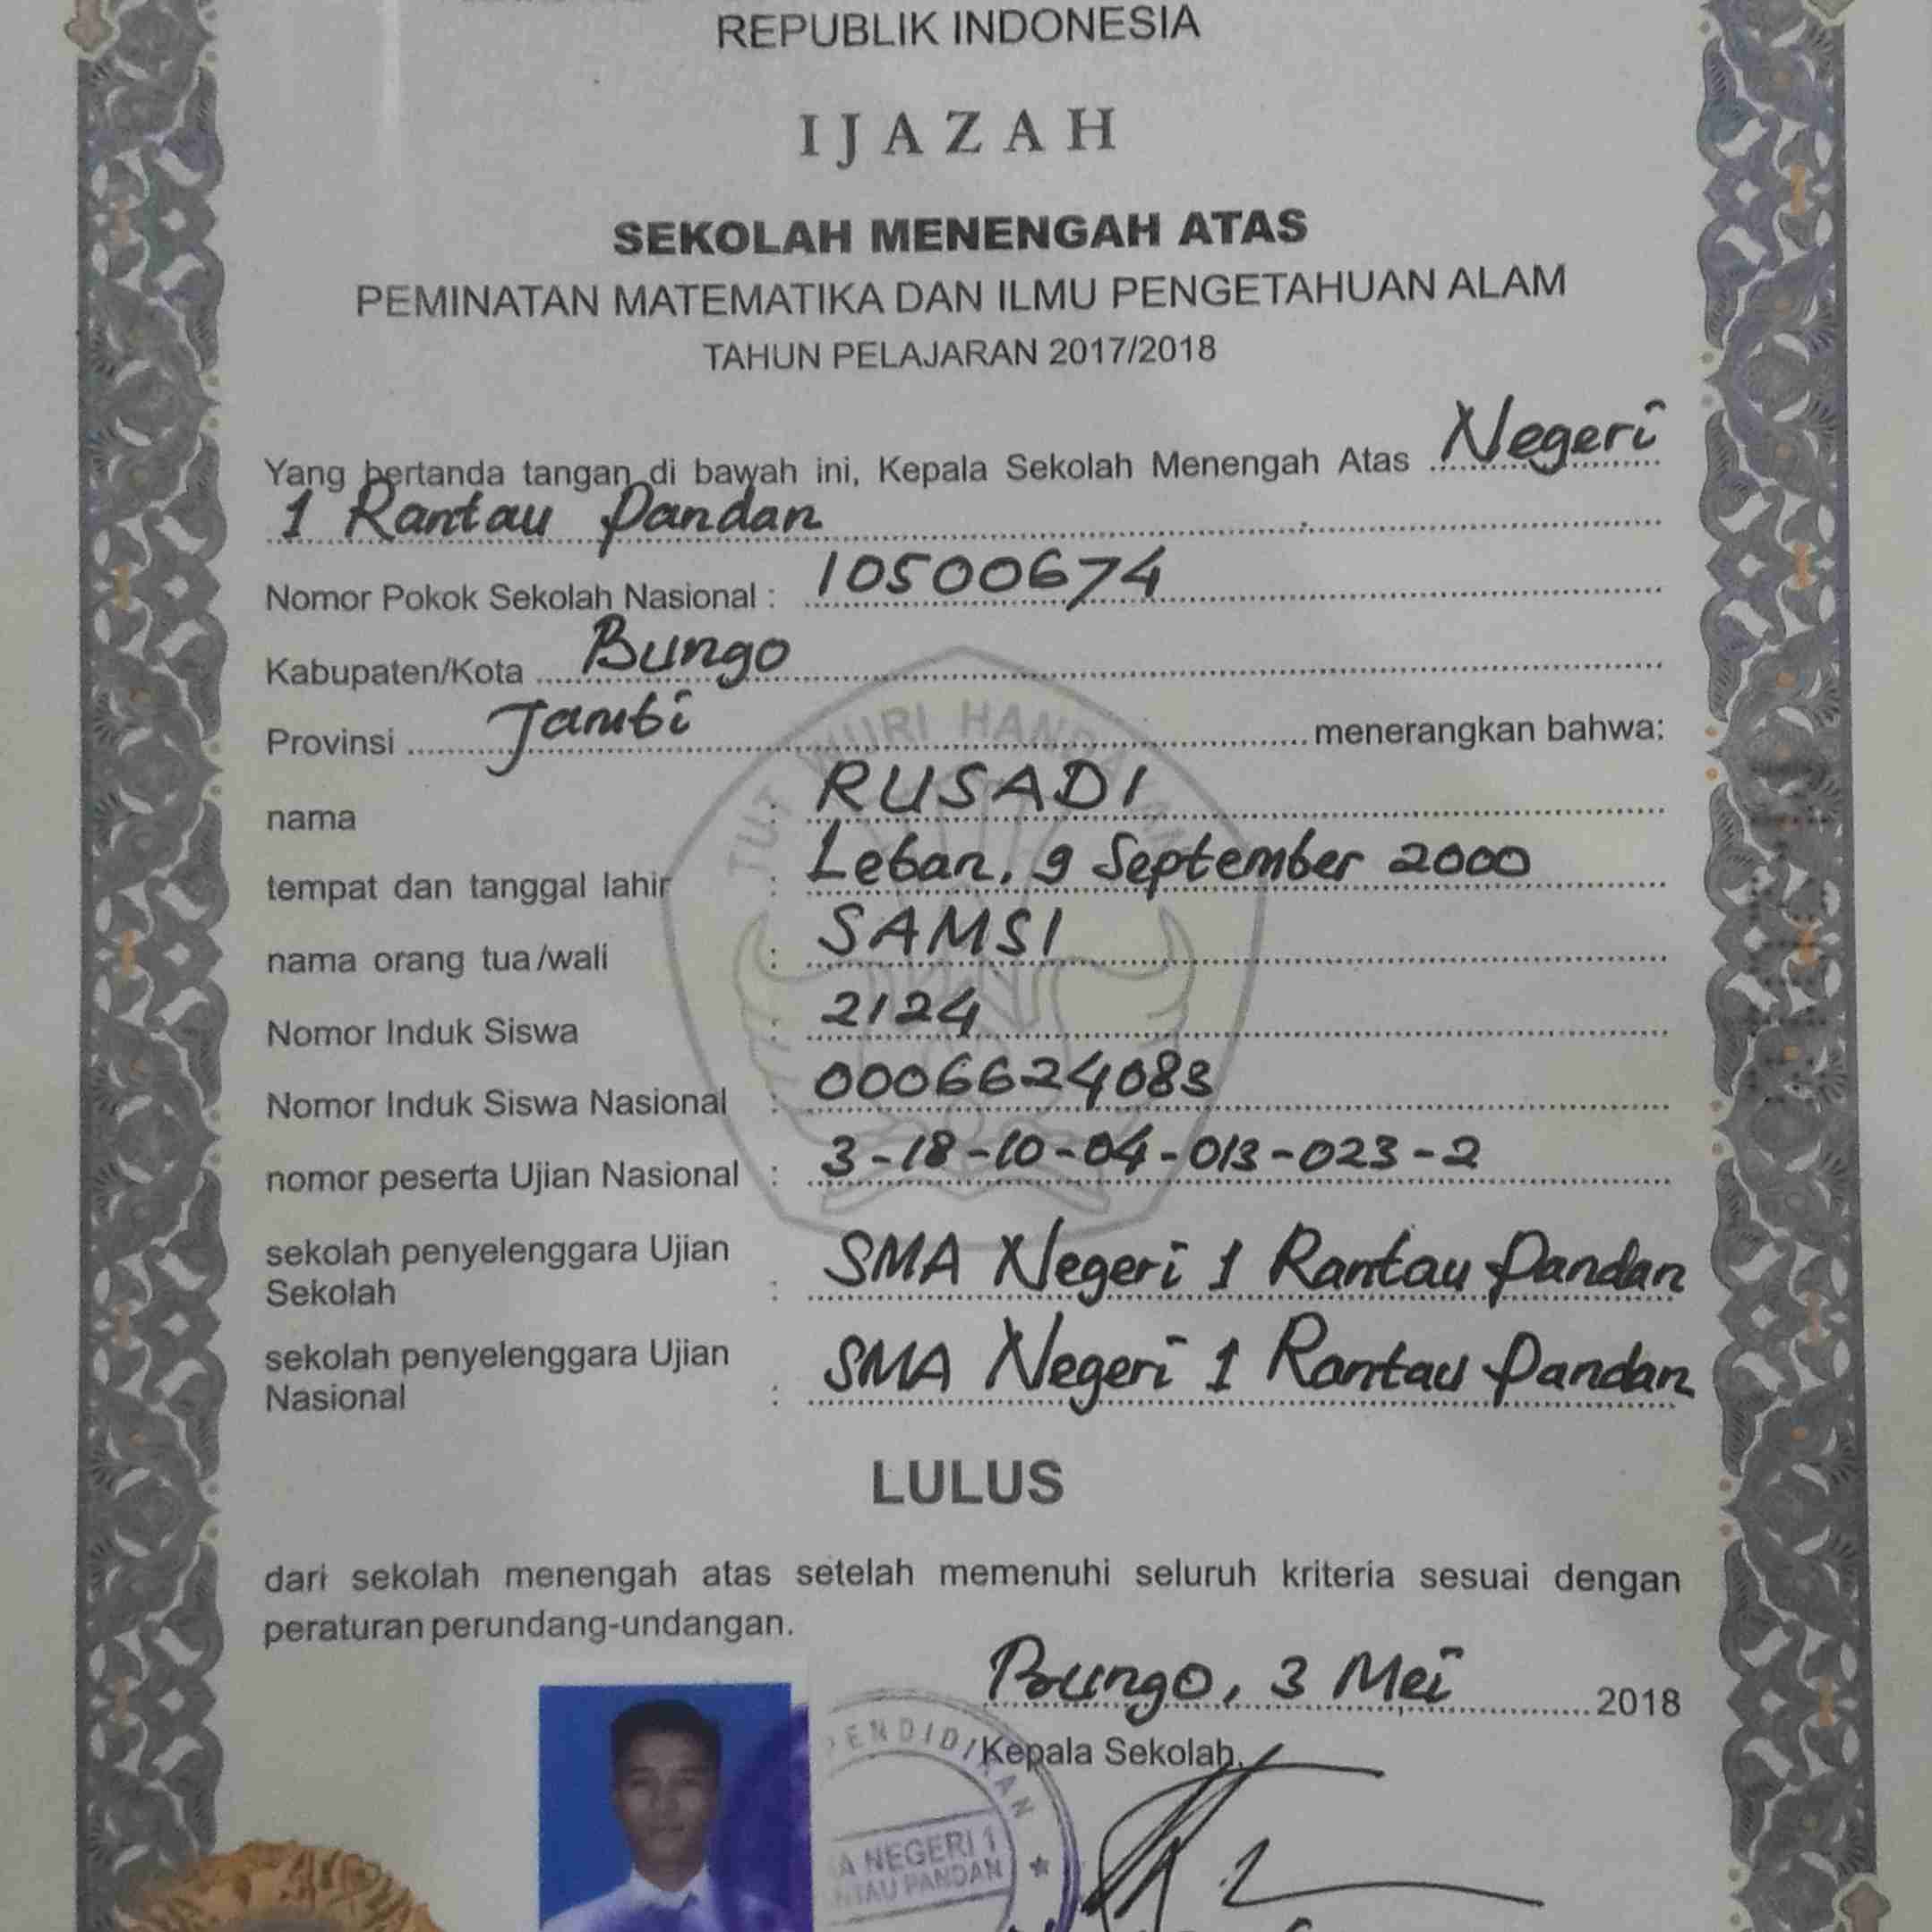 REPUBLIK INDONESIA
IJAZAH
SEKOLAH MENENGAH ATAS
PEMINATAN MATEMATIKA DAN ILMU PENGETAHUAN ALAM
TAHUN PELAJARAN 2017/2018
Yang bertanda tangan di bawah ini, Kepala Sekolah Menengah Atas Negeri
1 Rantau Pandan
Nomor Pokok Sekolah Nasional : 10500674
Kabupaten/Kota Bungo
Provinsi Jambi menerangkan bahwa:
TUT WURI HANDAYANI
nama : RUSADI
tempat dan tanggal lahir : Leban, 9 September 2000
nama orang tua/wali : SAMSI
Nomor Induk Siswa : 2124
Nomor Induk Siswa Nasional : 0006624083
nomor peserta Ujian Nasional : 3-18-10-04-013-023-2
sekolah penyelenggara Ujian
Sekolah : SMA Negeri 1 Rantau Pandan
sekolah penyelenggara Ujian
Nasional : SMA Negeri 1 Rantau Pandan
LULUS
dari sekolah menengah atas setelah memenuhi seluruh kriteria sesuai dengan
peraturan perundang-undangan.
Bungo, 3 Mei 2018
Kepala Sekolah,
PENDIDIKAN
A NEGERI 1
NTAU PANDAN